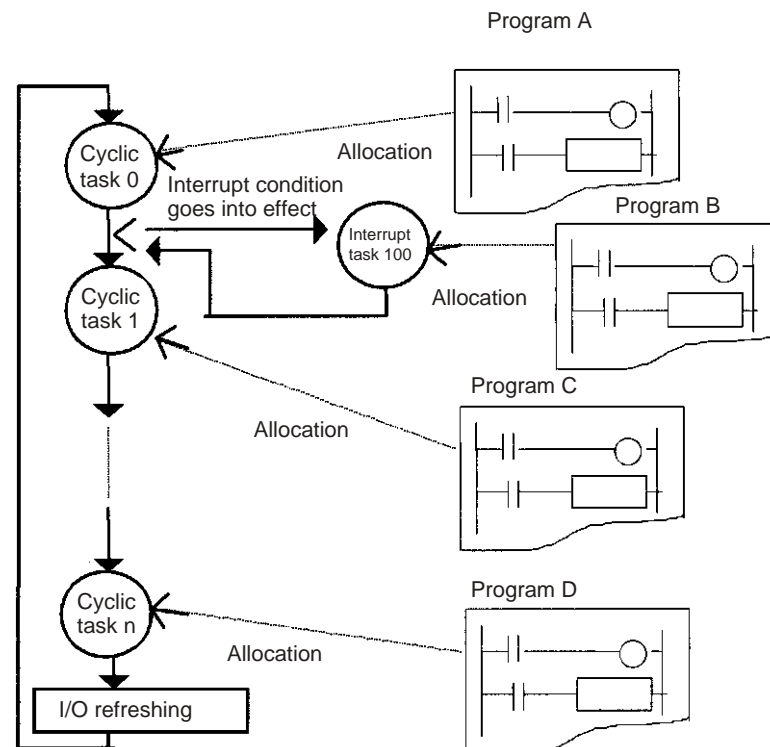 Program A
Cyclic
task 0
Allocation
Interrupt condition
goes into effect
Program B
Interrupt
task 100
Cyclic
task 1
Allocation
Program C
Allocation
Cyclic
task n
Program D
Allocation
I/O refreshing